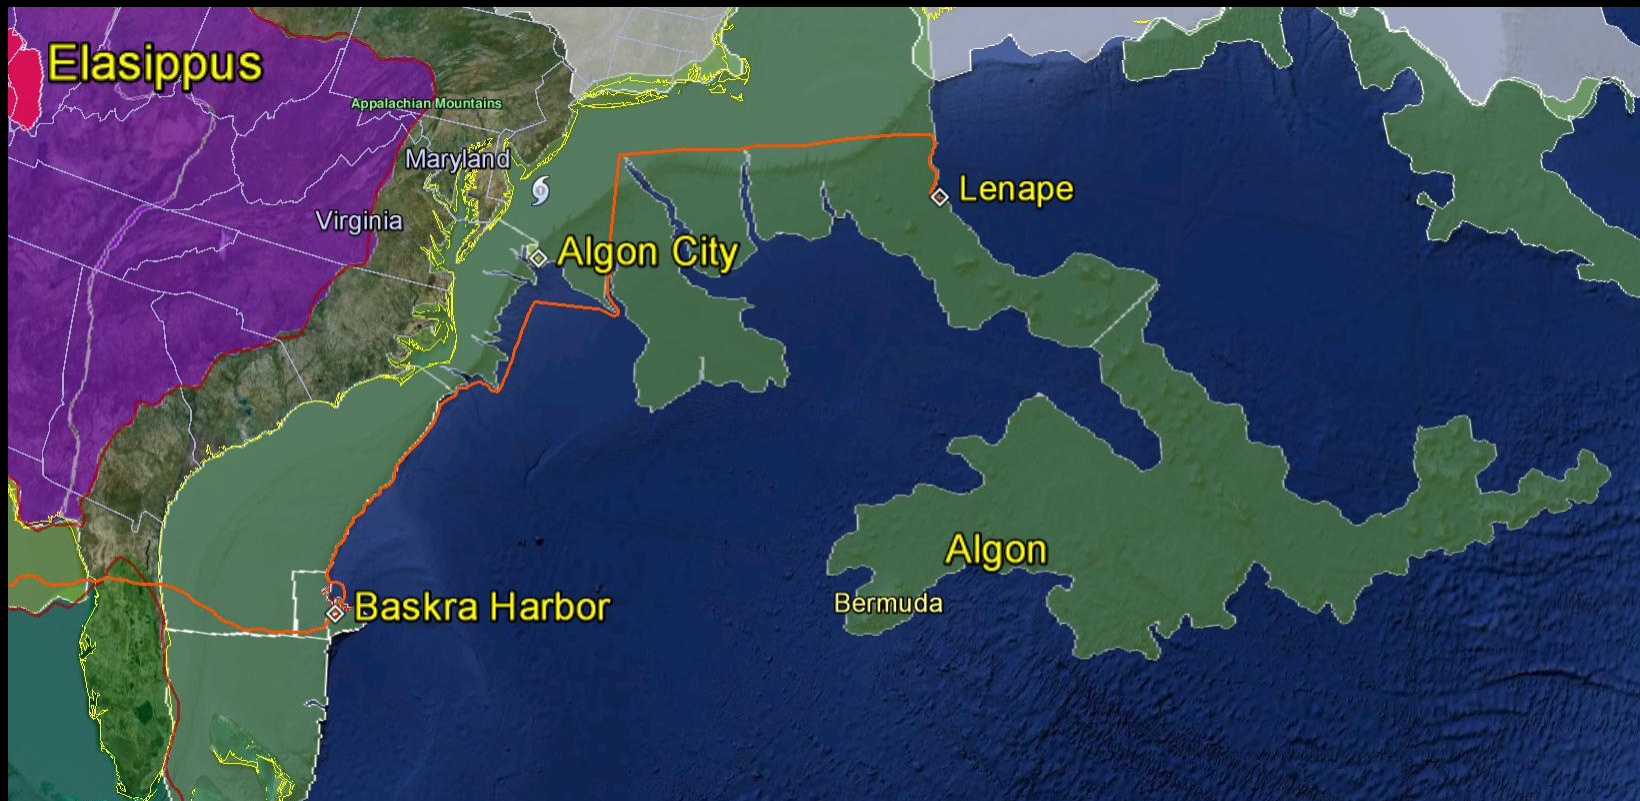 Elasippus
Appalachian Mountains
Maryland
Lenape
Virginia
Algon City
Algon
Bermuda
Baskra Harbor